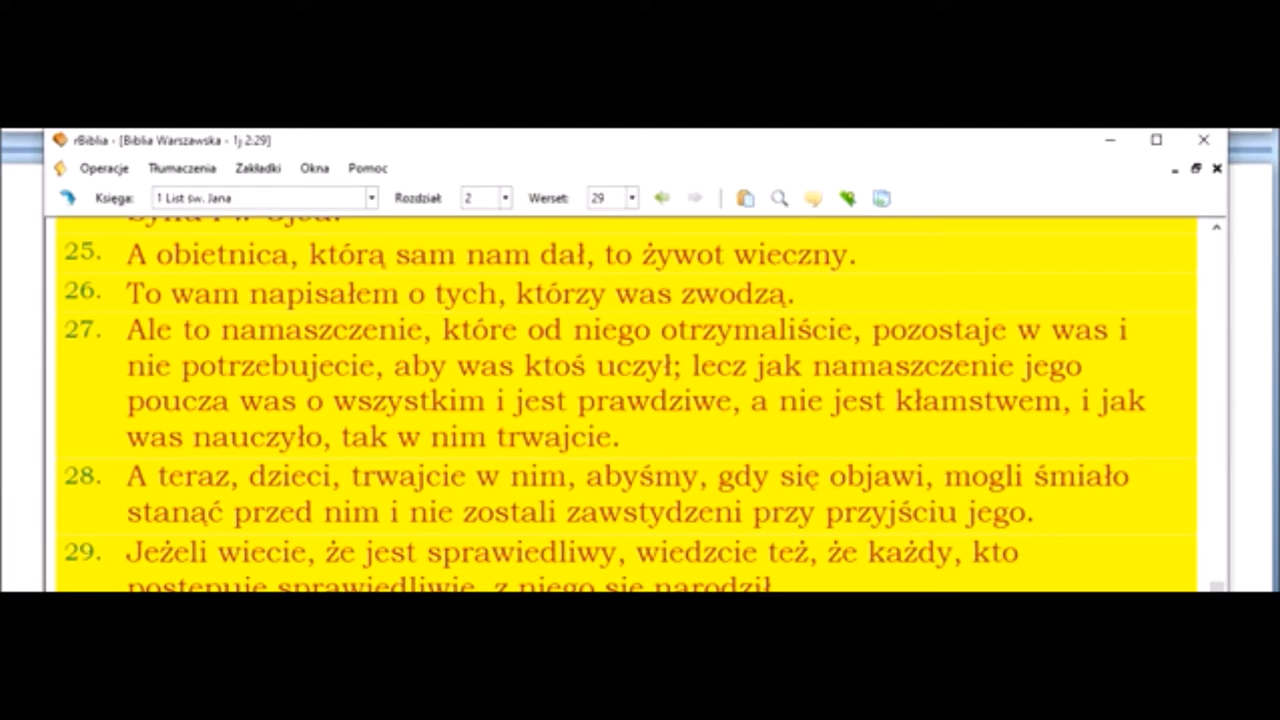 rBiblia - [Biblia Warszawska - 1j 2:29]
Operacje Tłumaczenia Zakładki Okna Pomoc
Księga: 1 List św. Jana Rozdział 2 Werset: 29
25. A obietnica, którą sam nam dał, to żywot wieczny.
26. To wam napisałem o tych, którzy was zwodzą.
27. Ale to namaszczenie, które od niego otrzymaliście, pozostaje w was i
nie potrzebujecie, aby was ktoś uczył; lecz jak namaszczenie jego
poucza was o wszystkim i jest prawdziwe, a nie jest kłamstwem, i jak
was nauczyło, tak w nim trwajcie.
28. A teraz, dzieci, trwajcie w nim, abyśmy, gdy się objawi, mogli śmiało
stanąć przed nim i nie zostali zawstydzeni przy przyjściu jego.
29. Jeżeli wiecie, że jest sprawiedliwy, wiedzcie też, że każdy, kto
postępuje sprawiedliwie, z niego się narodził